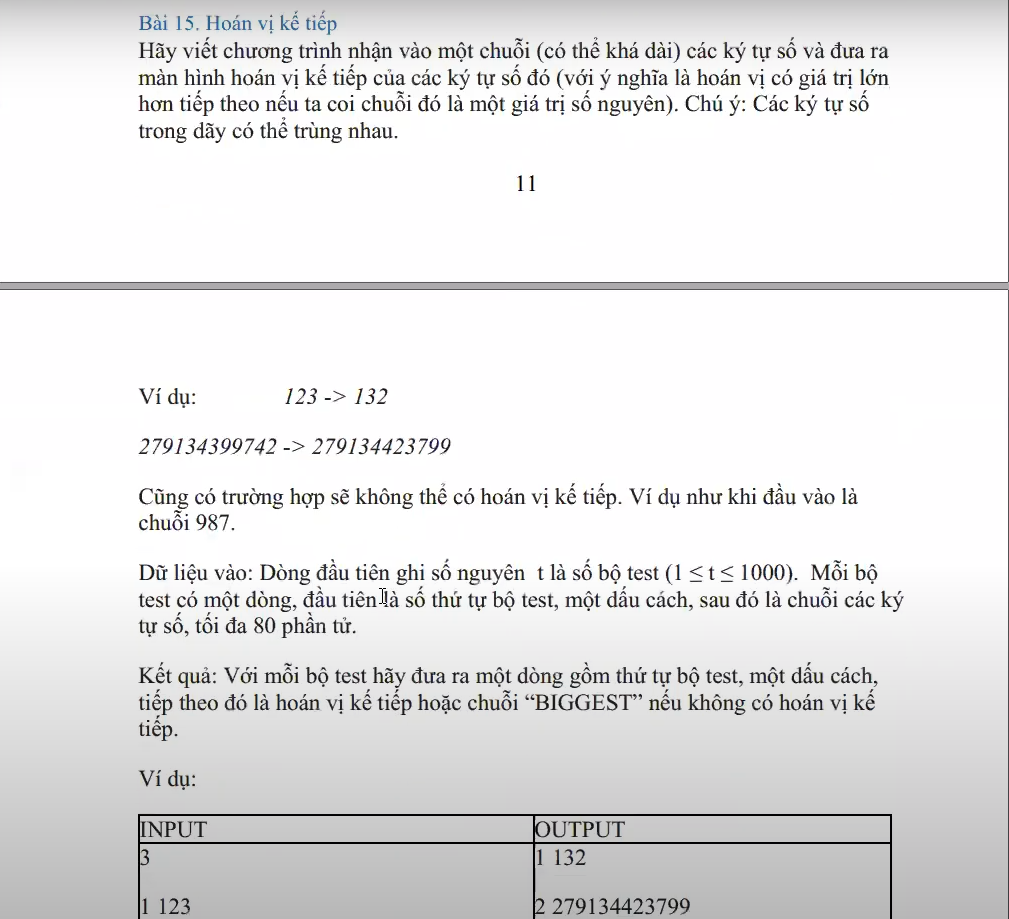 Bài 15. Hoán vị kế tiếp
Hãy viết chương trình nhận vào một chuỗi (có thể khá dài) các ký tự số và đưa ra
màn hình hoán vị kế tiếp của các ký tự số đó (với ý nghĩa là hoán vị có giá trị lớn
hơn tiếp theo nếu ta coi chuỗi đó là một giá trị số nguyên). Chú ý: Các ký tự số
trong dãy có thể trùng nhau.
11
Ví dụ: 123 -> 132
279134399742 -> 279134423799
Cũng có trường hợp sẽ không thể có hoán vị kế tiếp. Ví dụ như khi đầu vào là
chuỗi 987.
Dữ liệu vào: Dòng đầu tiên ghi số nguyên t là số bộ test (1 ≤ t ≤ 1000). Mỗi bộ
test có một dòng, đầu tiên là số thứ tự bộ test, một dấu cách, sau đó là chuỗi các ký
tự số, tối đa 80 phần tử.
Kết quả: Với mỗi bộ test hãy đưa ra một dòng gồm thứ tự bộ test, một dấu cách,
tiếp theo đó là hoán vị kế tiếp hoặc chuỗi “BIGGEST” nếu không có hoán vị kế
tiếp.
Ví dụ:
INPUT OUTPUT
3 1 132
1 123 2 279134423799